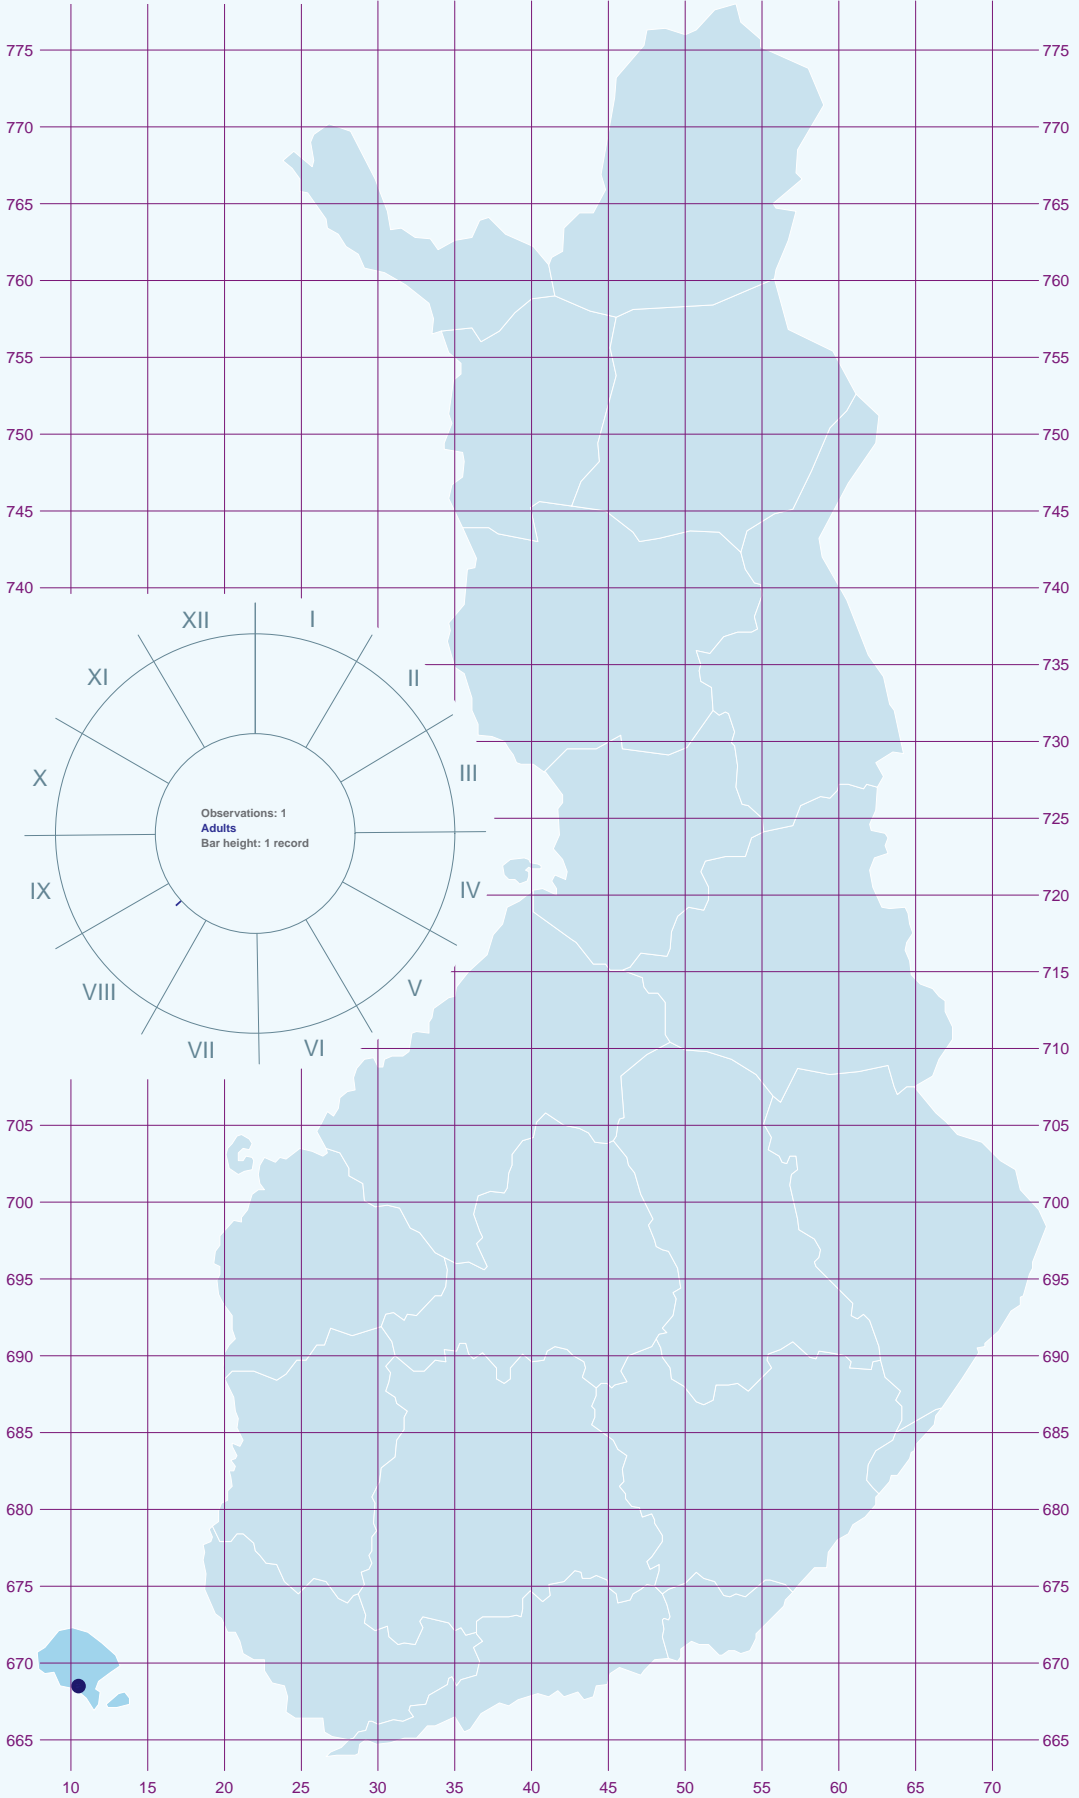 775 775
770 770
765 765
760 760
755 755
750 750
745 745
740 740
XII I
XI II
735
730
X III
725
Observations: 1
Adults
Bar height: 1 record
IX IV
720
715
VIII V
VII VI
710
705 705
700 700
695 695
690 690
685 685
680 680
675 675
670 670
665 665
10 15 20 25 30 35 40 45 50 55 60 65 70